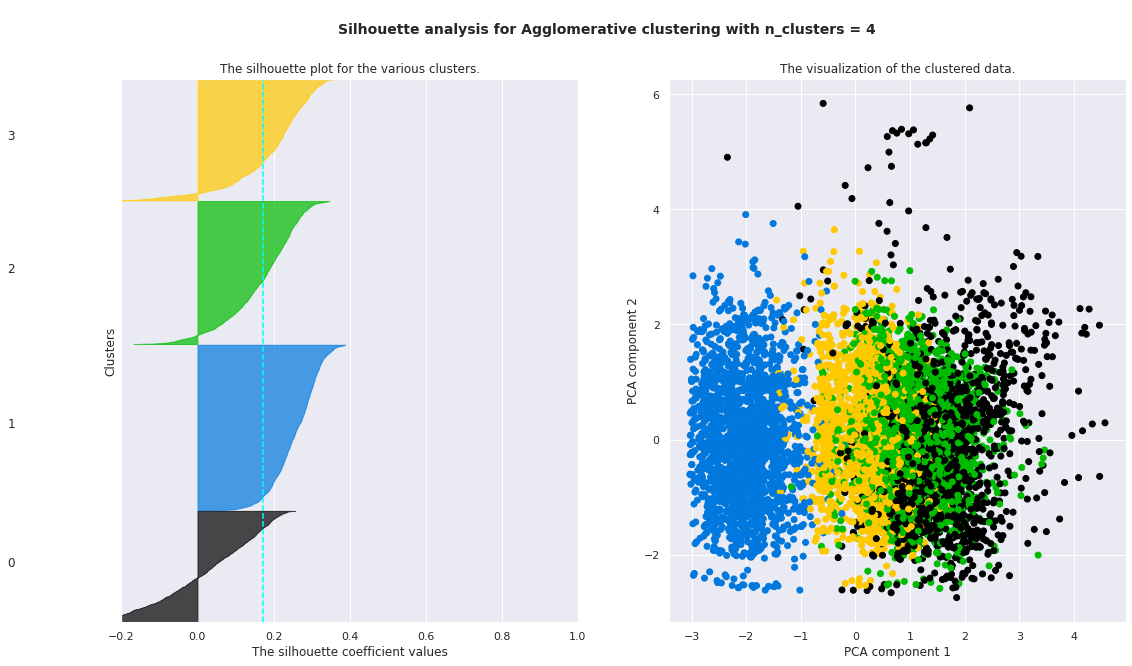 Silhouette analysis for Agglomerative clustering with n_clusters = 4
The silhouette plot for the various clusters.
3
2
1
0
Clusters
−0.2 0.0 0.2 0.4 0.6 0.8 1.0
The silhouette coefficient values
The visualization of the clustered data.
6
4
2
0
−2
PCA component 2
−3 −2 −1 0 1 2 3 4
PCA component 1